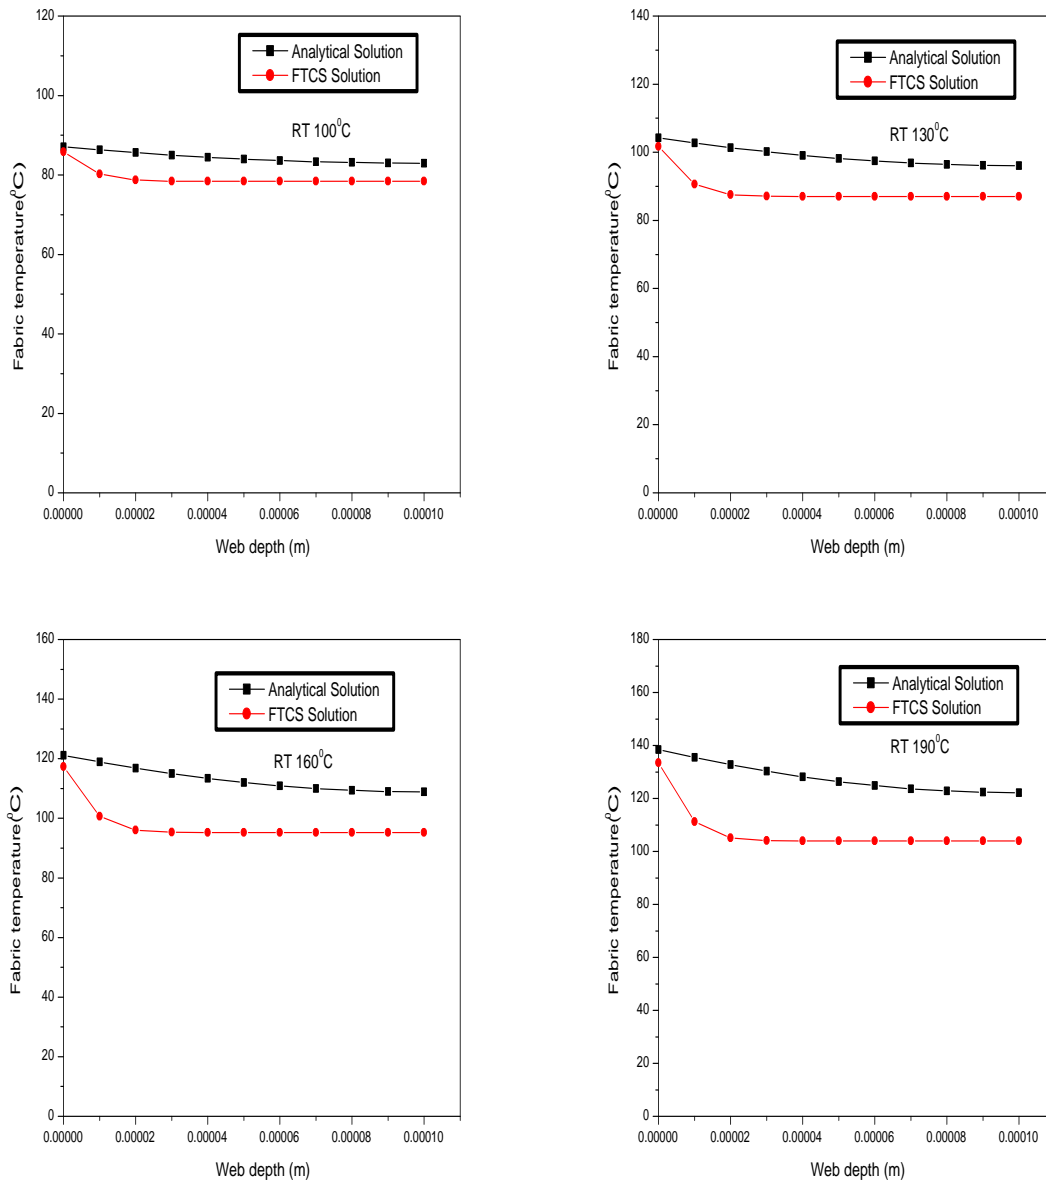 120
100
80
60
40
20
0
Fabric temperature(⁰C)
Analytical Solution
FTCS Solution
RT 100⁰C
0.00000 0.00002 0.00004 0.00006 0.00008 0.00010
Web depth (m)
140
120
100
80
60
40
20
0
Fabric temperature(⁰C)
Analytical Solution
FTCS Solution
RT 130⁰C
0.00000 0.00002 0.00004 0.00006 0.00008 0.00010
Web depth (m)
160
140
120
100
80
60
40
20
0
Fabric temperature(⁰C)
Analytical Solution
FTCS Solution
RT 160⁰C
0.00000 0.00002 0.00004 0.00006 0.00008 0.00010
Web depth (m)
180
160
140
120
100
80
60
40
20
0
Fabric temperature(⁰C)
Analytical Solution
FTCS Solution
RT 190⁰C
0.00000 0.00002 0.00004 0.00006 0.00008 0.00010
Web depth (m)